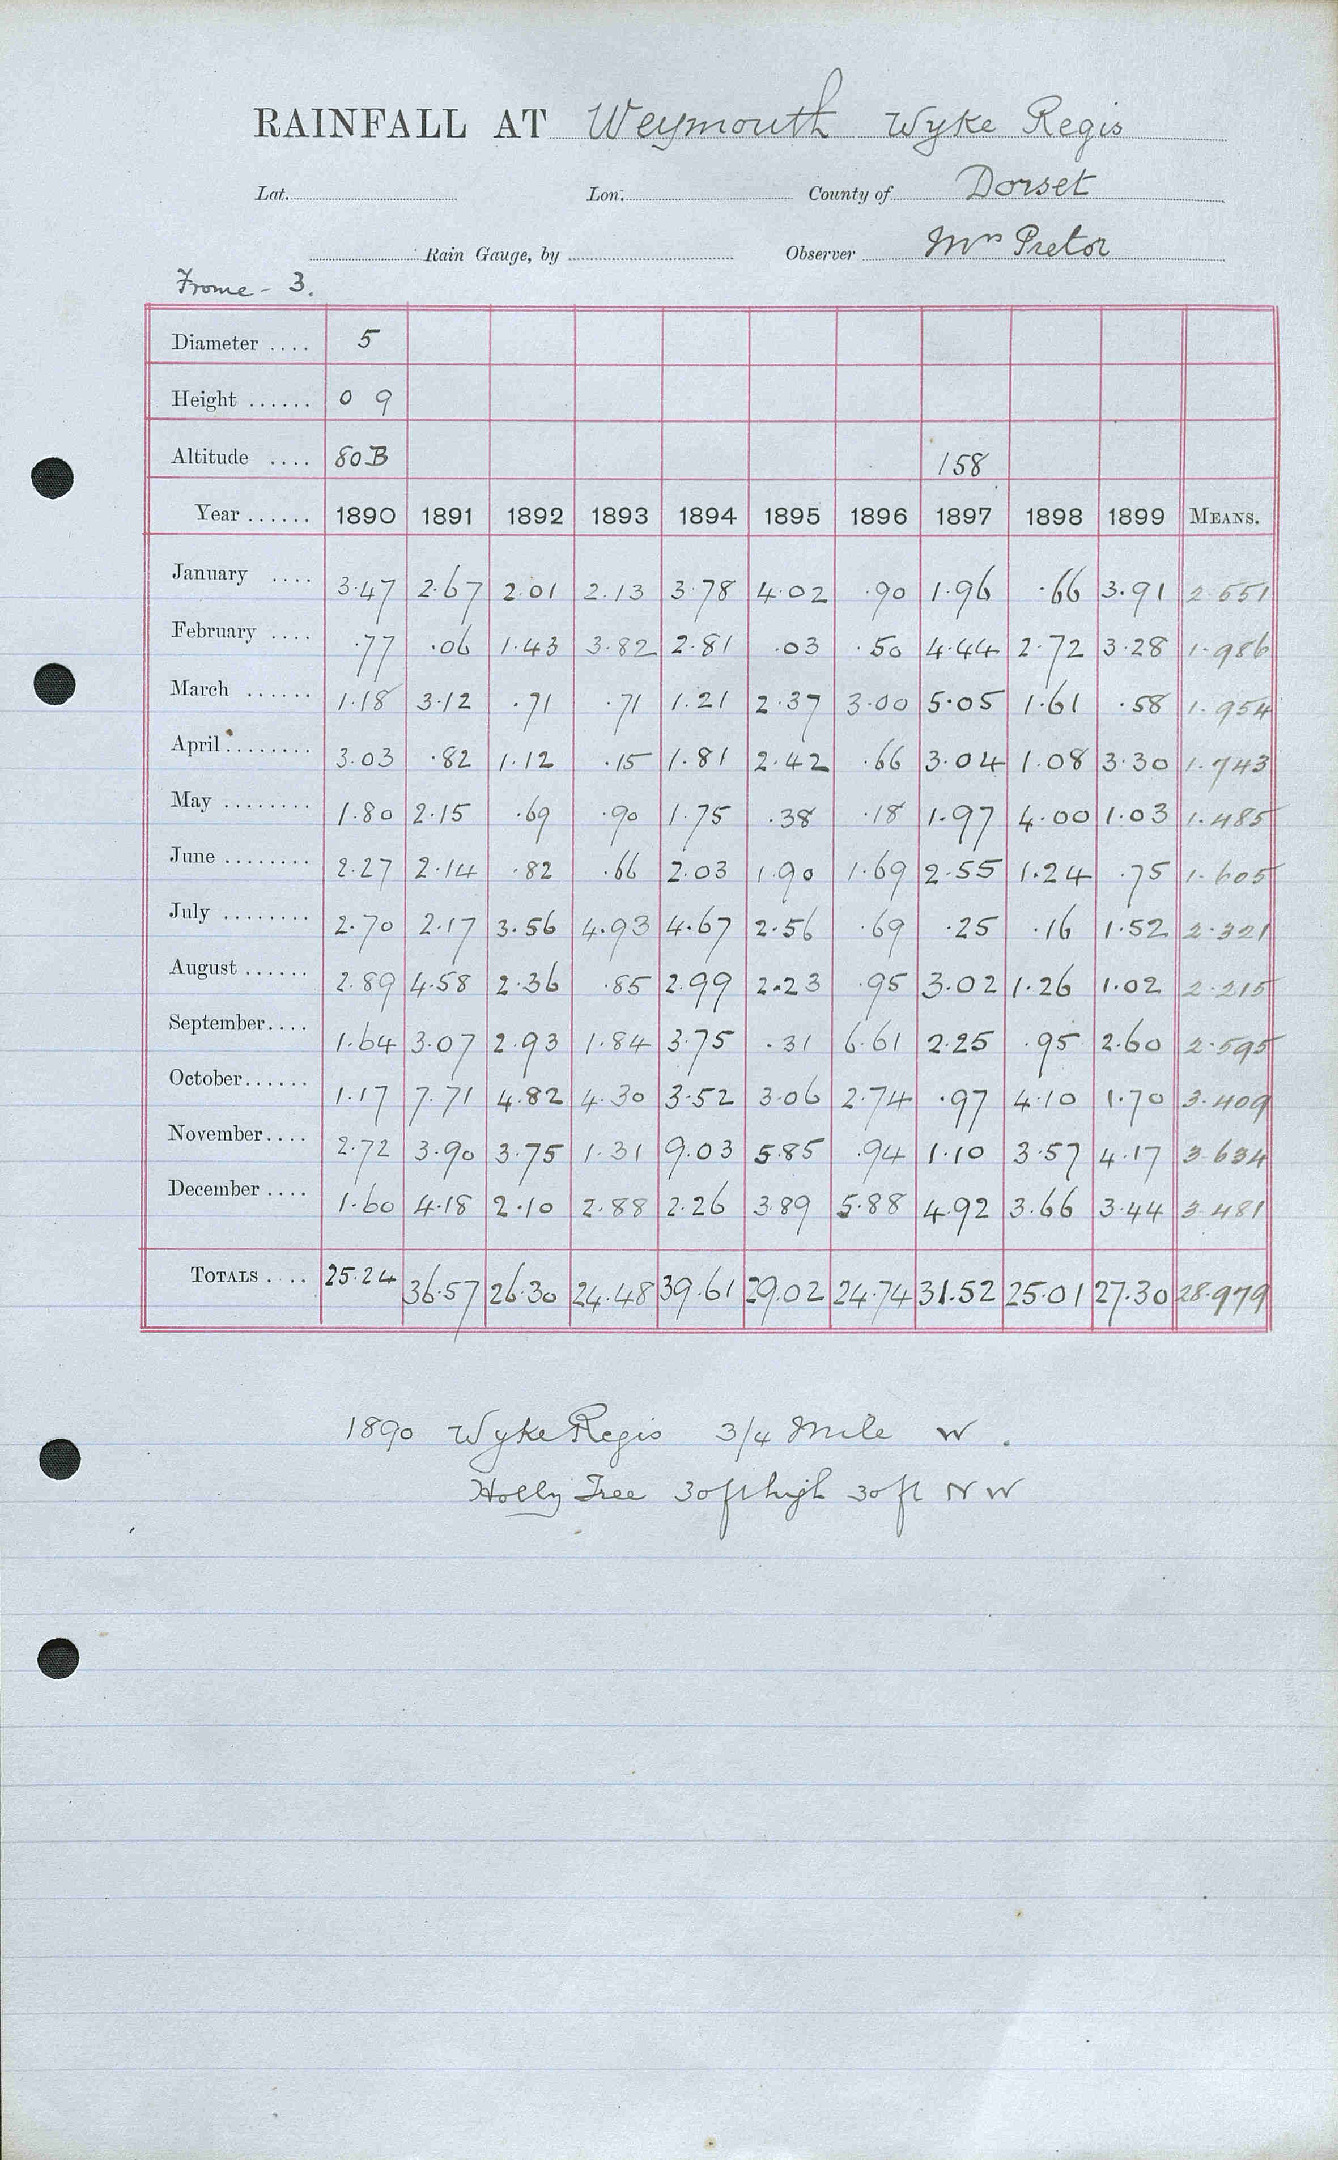 RAINFALL AT Weymouth Wyke Regis
Lat. Lon. County of Dorset
Rain Gauge, by Observer Mrs Pretor
Frome - 3.
Diameter .... 5
Height ...... 0 9
Altitude .... 80B 158
Year ...... 1890 1891 1892 1893 1894 1895 1896 1897 1898 1899 MEANS.
January .... 3.47 2.67 2.01 2.13 3.78 4.02 .90 1.96 .66 3.91 2.551
February .... .77 .06 1.43 3.82 2.81 .03 .50 4.44 2.72 3.28 1.986
March ...... 1.18 3.12 .71 .71 1.21 2.37 3.00 5.05 1.61 .58 1.954
April ........ 3.03 .82 1.12 .15 1.81 2.42 .66 3.04 1.08 3.30 1.743
May ........ 1.80 2.15 .69 .90 1.75 .38 .18 1.97 4.00 1.03 1.485
June ........ 2.27 2.14 .82 .66 2.03 1.90 1.69 2.55 1.24 .75 1.605
July ........ 2.70 2.17 3.56 4.93 4.67 2.56 .69 .25 .16 1.52 2.321
August ...... 2.89 4.58 2.36 .85 2.99 2.23 .95 3.02 1.26 1.02 2.215
September.... 1.64 3.07 2.93 1.84 3.75 .31 6.61 2.25 .95 2.60 2.595
October...... 1.17 7.71 4.82 4.30 3.52 3.06 2.74 .97 4.10 1.70 3.409
November.... 2.72 3.90 3.75 1.31 9.03 5.85 .94 1.10 3.57 4.17 3.634
December .... 1.60 4.18 2.10 2.88 2.26 3.89 5.88 4.92 3.66 3.44 3.481
TOTALS .... 25.24 36.57 26.30 24.48 39.61 29.02 24.74 31.52 25.01 27.30 28.979
1890 Wyke Regis 3/4 Mile W.
Holly Tree 30ft high 30ft NW